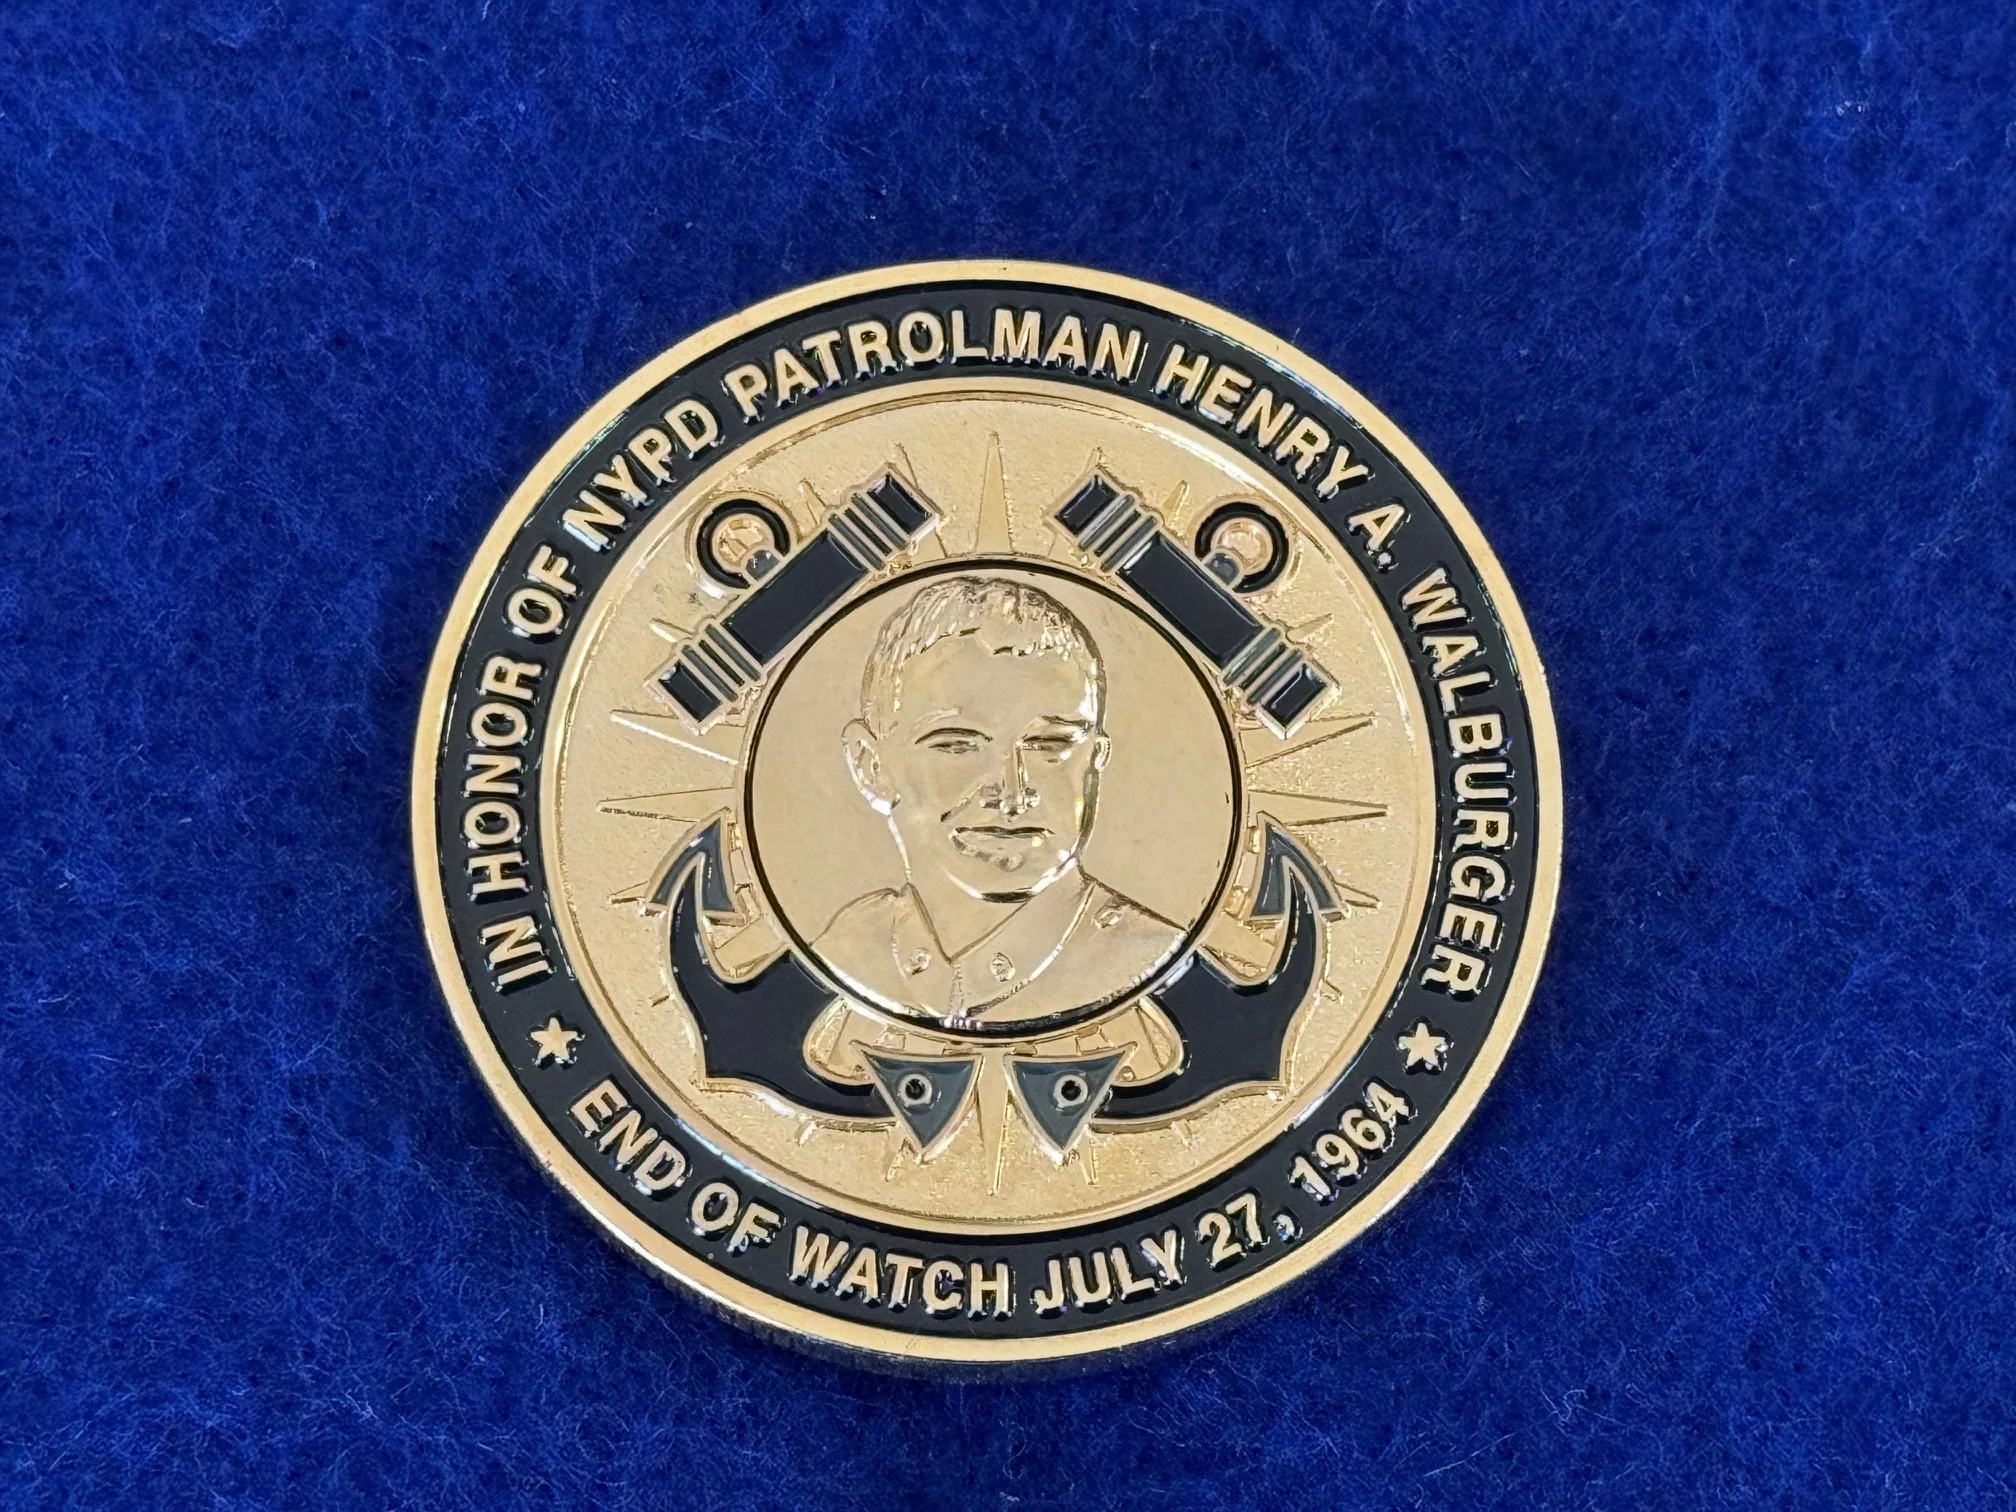 IN HONOR OF NYPD PATROLMAN HENRY A. WALBURGER
END OF WATCH JULY 27, 1964